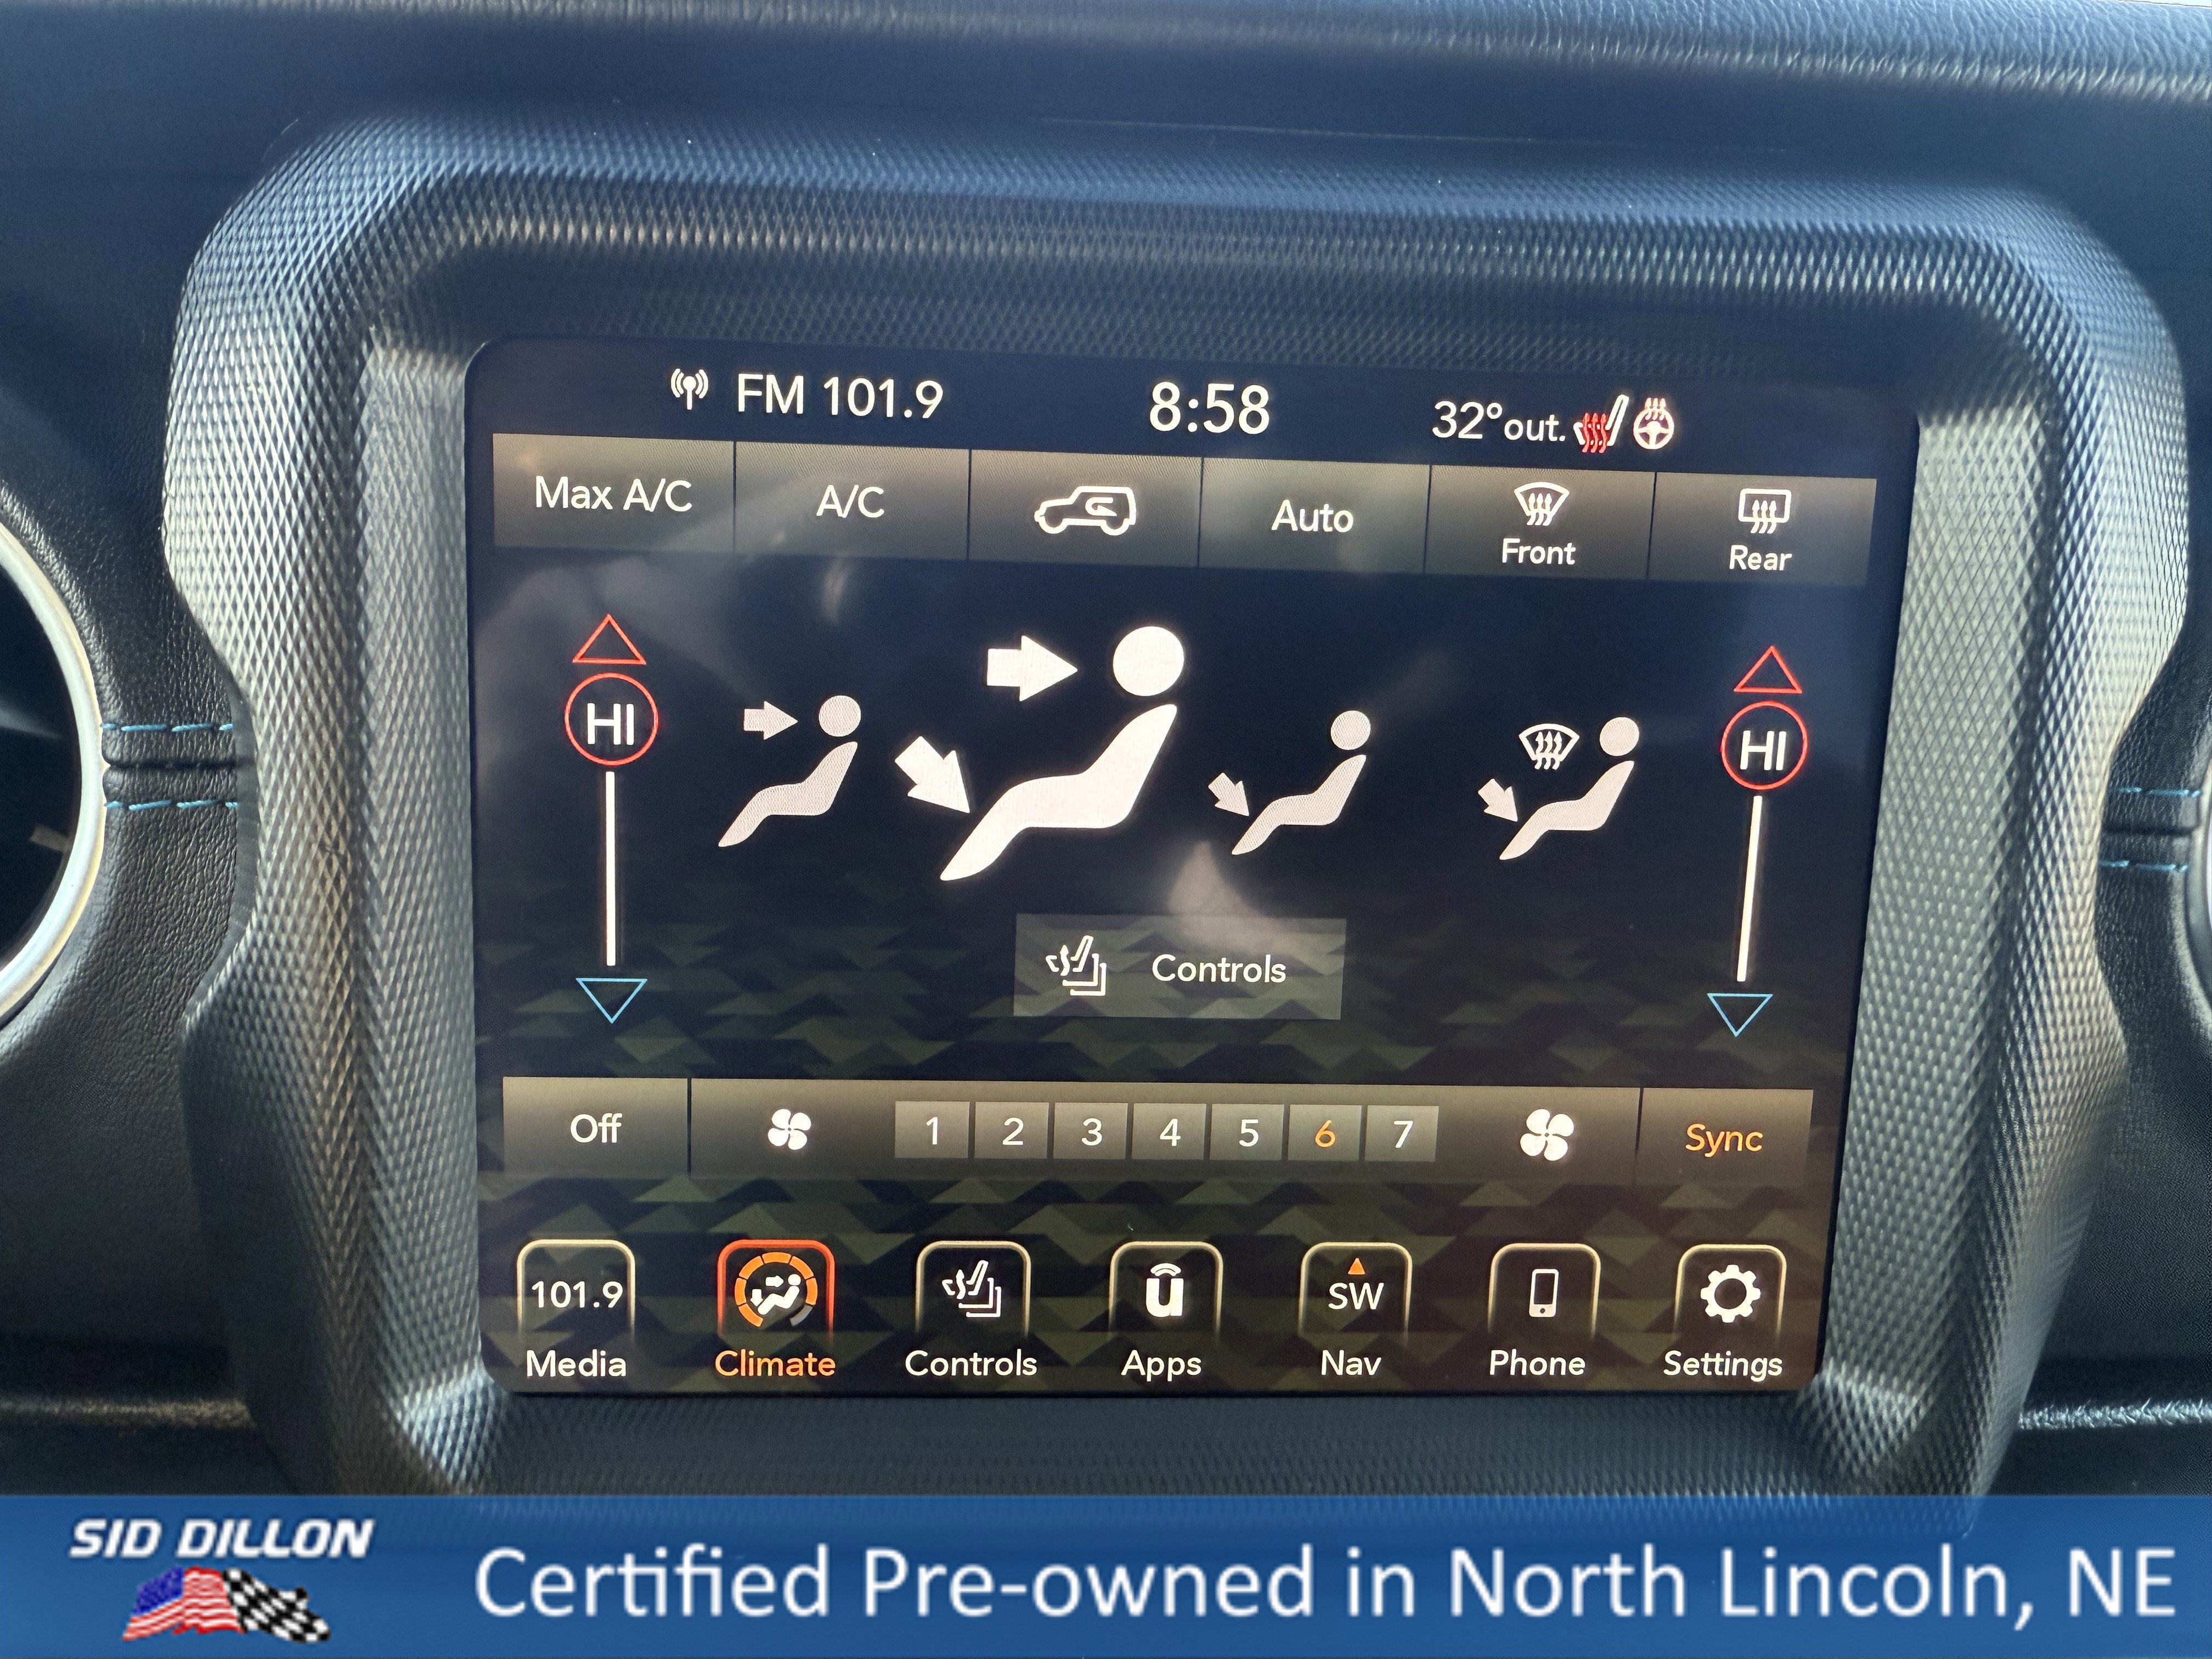 FM 101.9
8:58
32°out.
Max A/C
A/C
Auto
Front
Rear
HI
HI
Controls
Off
1 2 3 4 5 6 7
Sync
101.9
u
SW
Media
Climate
Controls
Apps
Nav
Phone
Settings
SID DILLON
Certified Pre-owned in North Lincoln, NE